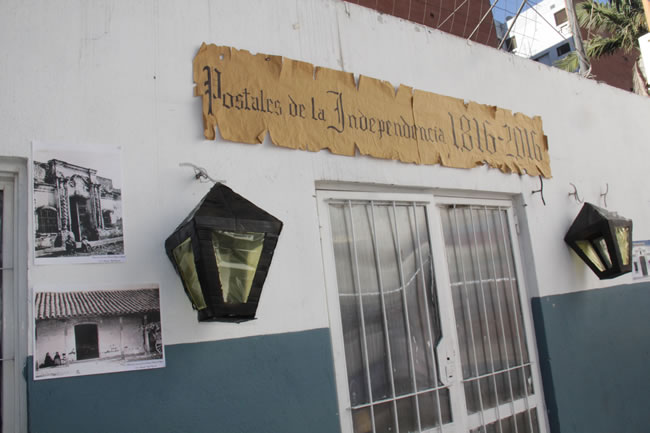 Postales de la Independencia 1816-2016